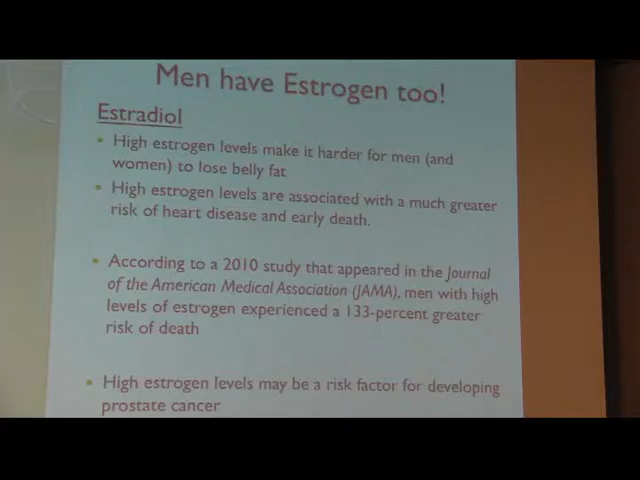 Men have Estrogen too!
Estradiol
• High estrogen levels make it harder for men (and
women) to lose belly fat
• High estrogen levels are associated with a much greater
risk of heart disease and early death.
• According to a 2010 study that appeared in the Journal
of the American Medical Association (JAMA), men with high
levels of estrogen experienced a 133-percent greater
risk of death
• High estrogen levels may be a risk factor for developing
prostate cancer